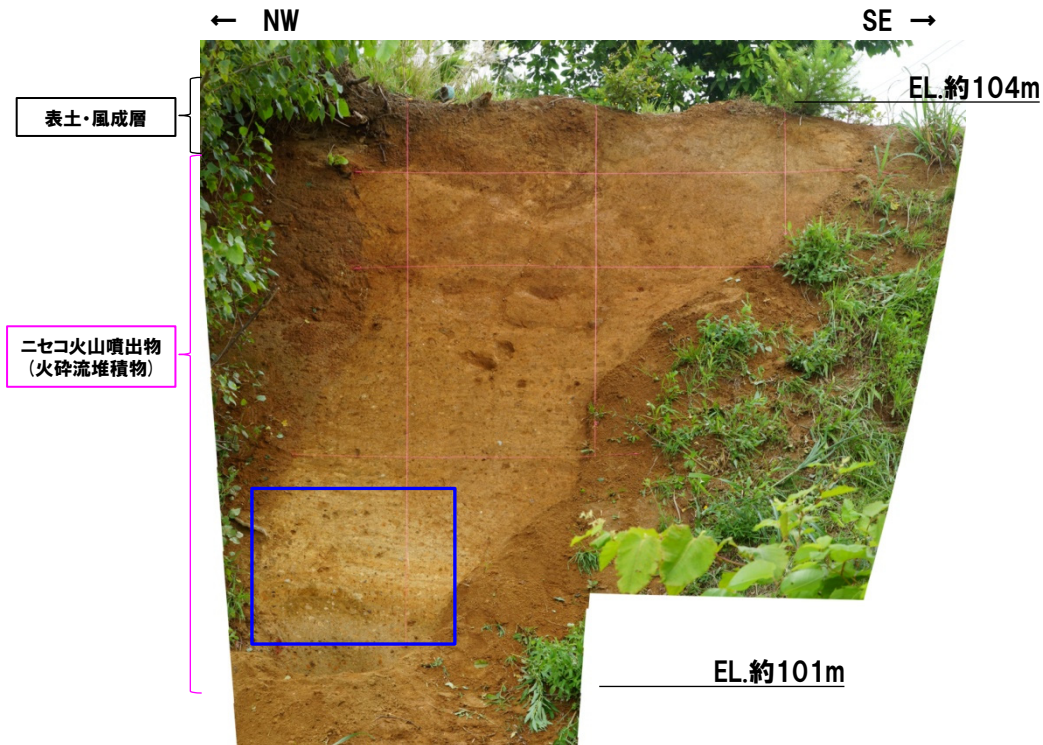 ← NW
SE →
EL.約104m
表土・風成層
ニセコ火山噴出物
(火砕流堆積物)
EL.約101m